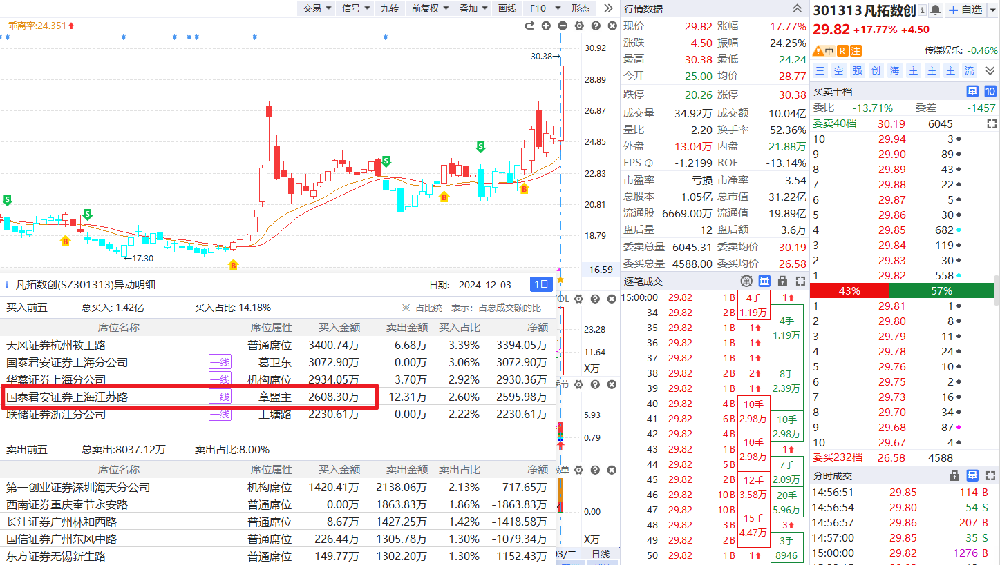 交易 信号 九转 前复权 叠加 画线 F10 形态
乖离率:24.351
30.38
17.30
30.92
28.89
26.87
24.85
22.83
20.81
18.79
16.59
S
S
S
S
B
B
B
B
凡拓数创(SZ301313)异动明细 日期: 2024-12-03 1日
买入前五 总买入: 1.42亿 买入占比: 14.18% ※ 占比统一表示: 占总成交额的比
席位名称 席位属性 买入金额 卖出金额 买入占比 净额
天风证券杭州教工路 普通席位 3400.74万 6.68万 3.39% 3394.05万
国泰君安证券上海分公司 一线 葛卫东 3072.90万 0.00万 3.06% 3072.90万
华鑫证券上海分公司 一线 机构席位 2934.05万 3.70万 2.92% 2930.36万
国泰君安证券上海江苏路 一线 章盟主 2608.30万 12.31万 2.60% 2595.98万
联储证券浙江分公司 一线 上塘路 2230.61万 0.00万 2.22% 2230.61万
卖出前五 总卖出:8037.12万 卖出占比:8.00%
席位名称 席位属性 买入金额 卖出金额 卖出占比 净额
第一创业证券深圳海天分公司 机构席位 1420.41万 2138.06万 2.13% -717.65万
西南证券重庆奉节永安路 普通席位 0.00万 1863.83万 1.86% -1863.83万
长江证券广州林和西路 普通席位 8.67万 1427.25万 1.42% -1418.58万
国信证券广州东风中路 普通席位 226.44万 1305.78万 1.30% -1079.34万
东方证券无锡新生路 普通席位 149.77万 1302.20万 1.30% -1152.43万
23.28
11.64
X万
5.93
0.79
0.00
X万
03/二 日线
行情数据
现价 29.82 涨幅 17.77%
涨跌 4.50 振幅 24.25%
最高 30.38 最低 24.24
今开 25.00 均价 28.77
跌停 20.26 涨停 30.38
成交量 34.92万 成交额 10.04亿
量比 2.20 换手率 52.36%
外盘 13.04万 内盘 21.88万
EPS ③ -1.2199 ROE -13.14%
市盈率 亏损 市净率 3.54
总股本 1.05亿 总市值 31.22亿
流通股 6669.00万 流通值 19.89亿
盘后量 12 盘后额 3.6万
委卖总量 6045.31 委卖均价 30.19
委买总量 4588.00 委买均价 26.58
逐笔成交 单 量
15:00:00 29.82 1 B
34 29.82 2 B
35 29.82 1
36 29.82 1
37 29.82 1
38 29.82 2
39 29.82 1
40 29.82 4 B
41 29.82 6 B
42 29.82 4 B
43 29.82 1 B
44 29.82 5 B
45 29.82 2 B
46 29.82 10 B
47 29.82 10 B
48 29.82 3 B
49 29.82 2 B
50 29.82 1 B
4手
1.19万
1
1
1
2
1
10手
2.98万
10手
2.98万
12手
3.58万
15手
4.47万
1
1
4手
1.19万
8手
2.39万
10手
2.98万
1
7手
2.09万
20手
5.96万
3
3手
8946
301313 凡拓数创 自选
29.82 +17.77% +4.50
中 R 注 传媒娱乐: -0.46%
三 空 强 创 海 主 主 主 流
买卖十档 量 10
委比 -13.71% 委差 -1457
委卖40档 30.19 6045
10 29.94 3
9 29.90 89
8 29.89 43
7 29.88 22
6 29.87 5
5 29.86 30
4 29.85 682
3 29.84 119
2 29.83 30
1 29.82 558
43% 57%
1 29.81 1
2 29.80 8
3 29.79 11
4 29.78 24
5 29.76 10
6 29.75 2
7 29.73 16
8 29.70 34
9 29.68 87
10 29.67 4
委买232档 26.58 4588
分时成交 量
14:56:51 29.85 114 B
14:56:54 29.80 54 S
14:56:57 29.86 207 B
14:57:00 29.85 35 S
15:00:00 29.82 1276 B